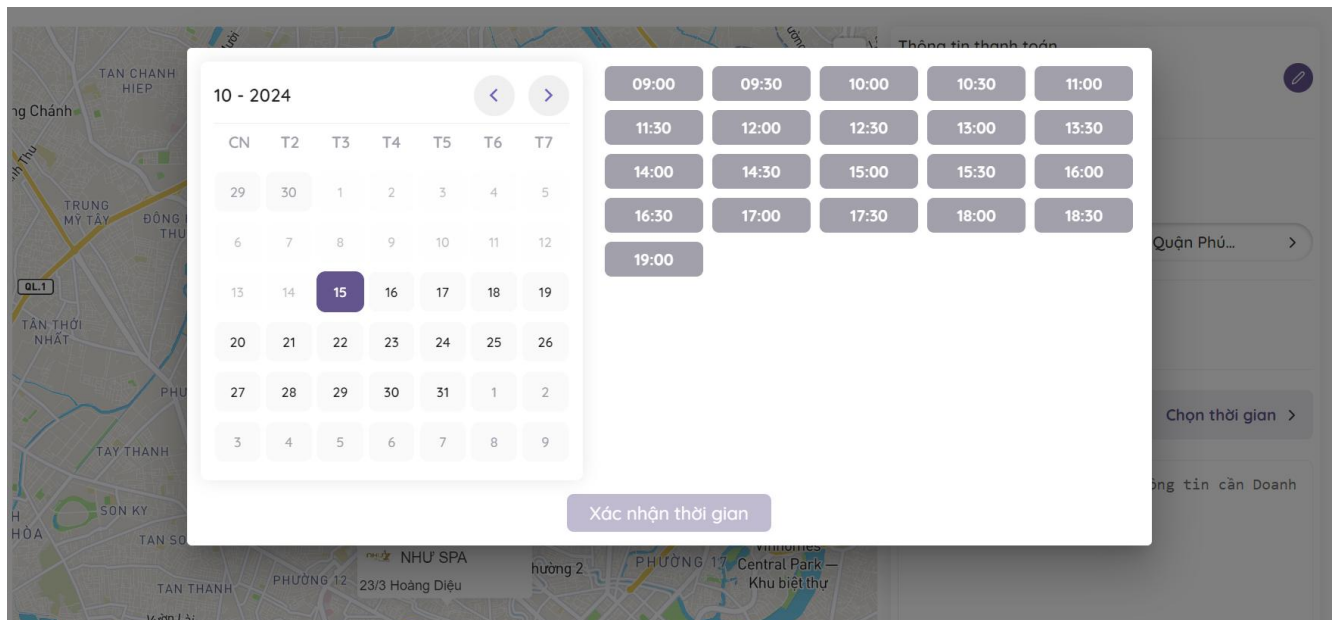 Thông tin thanh toán
TAN CHANH
HIEP
ng Chánh
TRUNG
MỸ TÂY
QL.1
TÂN THỚI
NHẤT
TAY THANH
SON KY
HÒA
TAN THANH
PHƯỜNG 12
10 - 2024
CN T2 T3 T4 T5 T6 T7
29 30 1 2 3 4 5
6 7 8 9 10 11 12
13 14 15 16 17 18 19
20 21 22 23 24 25 26
27 28 29 30 31 1 2
3 4 5 6 7 8 9
09:00 09:30 10:00 10:30 11:00
11:30 12:00 12:30 13:00 13:30
14:00 14:30 15:00 15:30 16:00
16:30 17:00 17:30 18:00 18:30
19:00
Xác nhận thời gian
Quận Phú...
Chọn thời gian
ông tin cần Doanh
NHƯ SPA
23/3 Hoàng Diệu
hường 2
PHƯỜNG 17
Vinhomes
Central Park —
Khu biệt thự